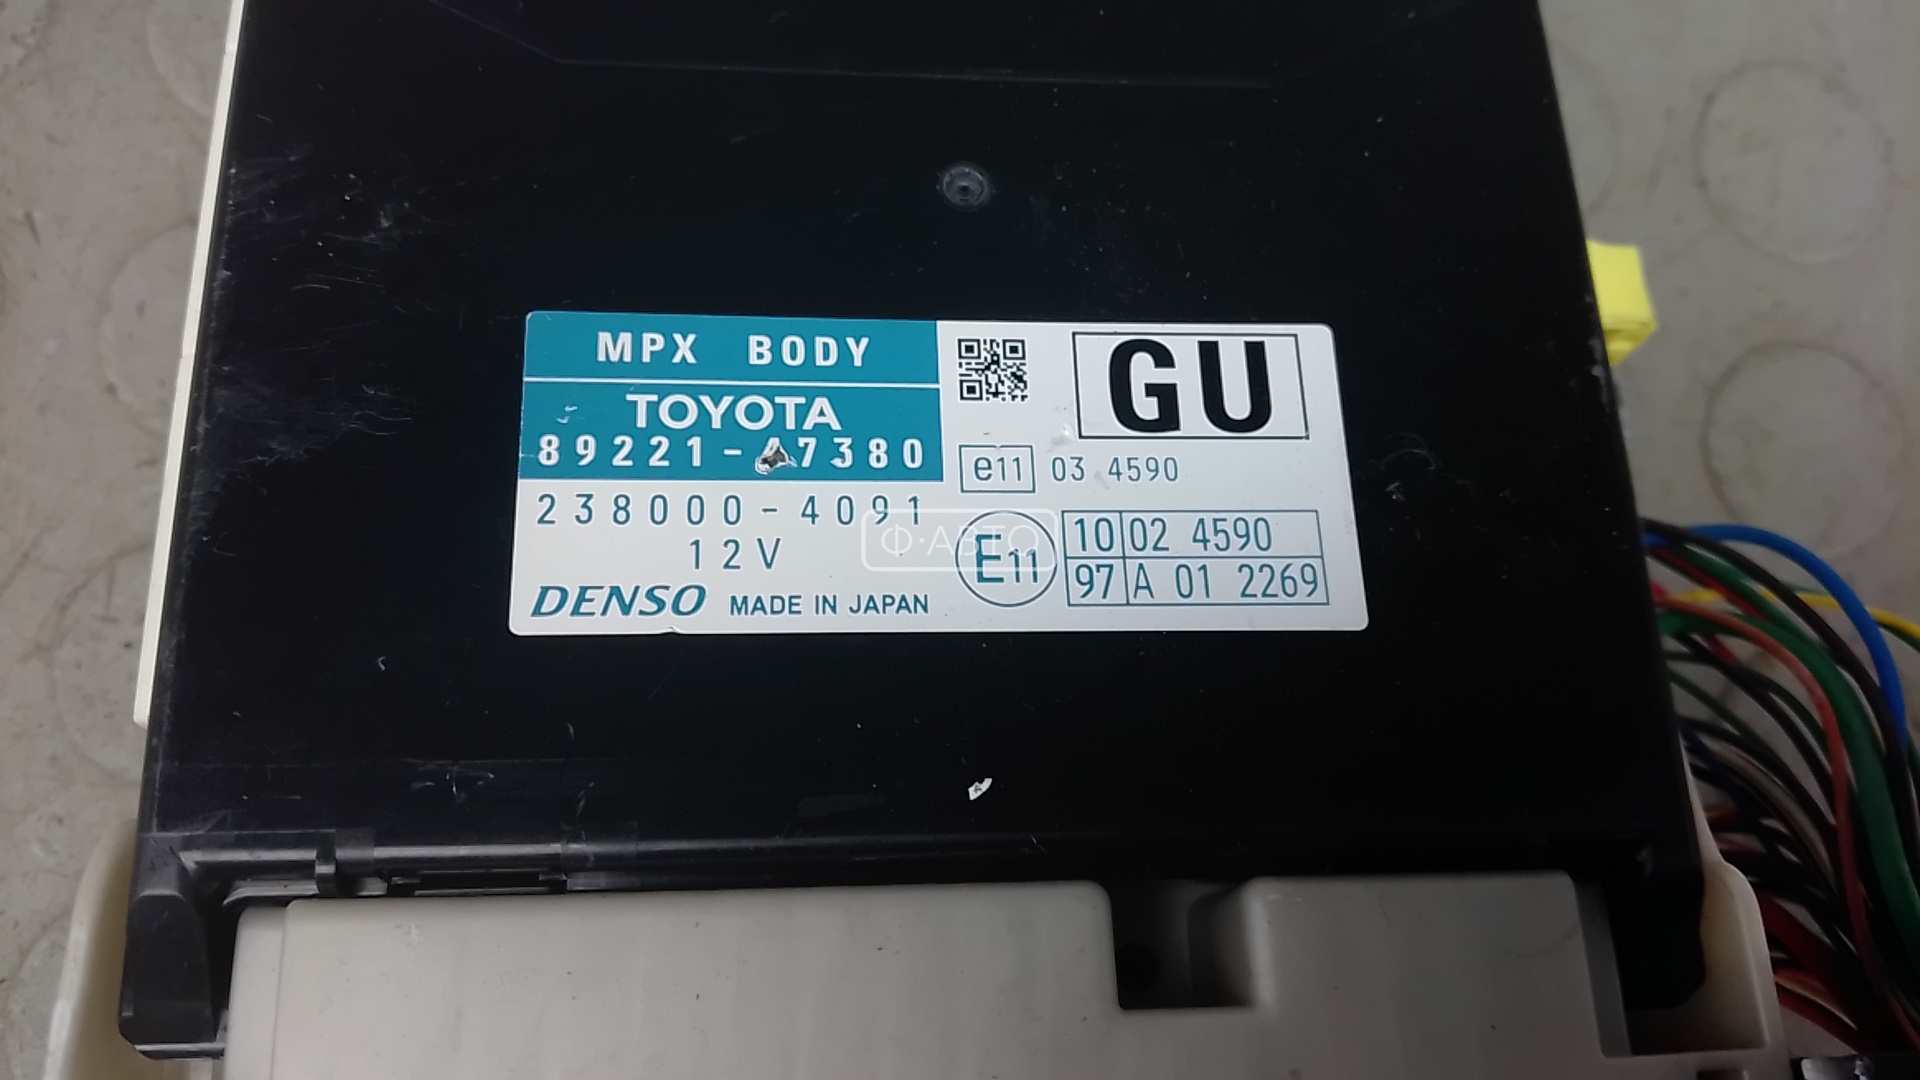 MPX BODY
TOYOTA
89221-47380
238000-4091
12V
DENSO MADE IN JAPAN
GU
e11 03 4590
E11
10 02 4590
97 A 01 2269
Ф·АВТО